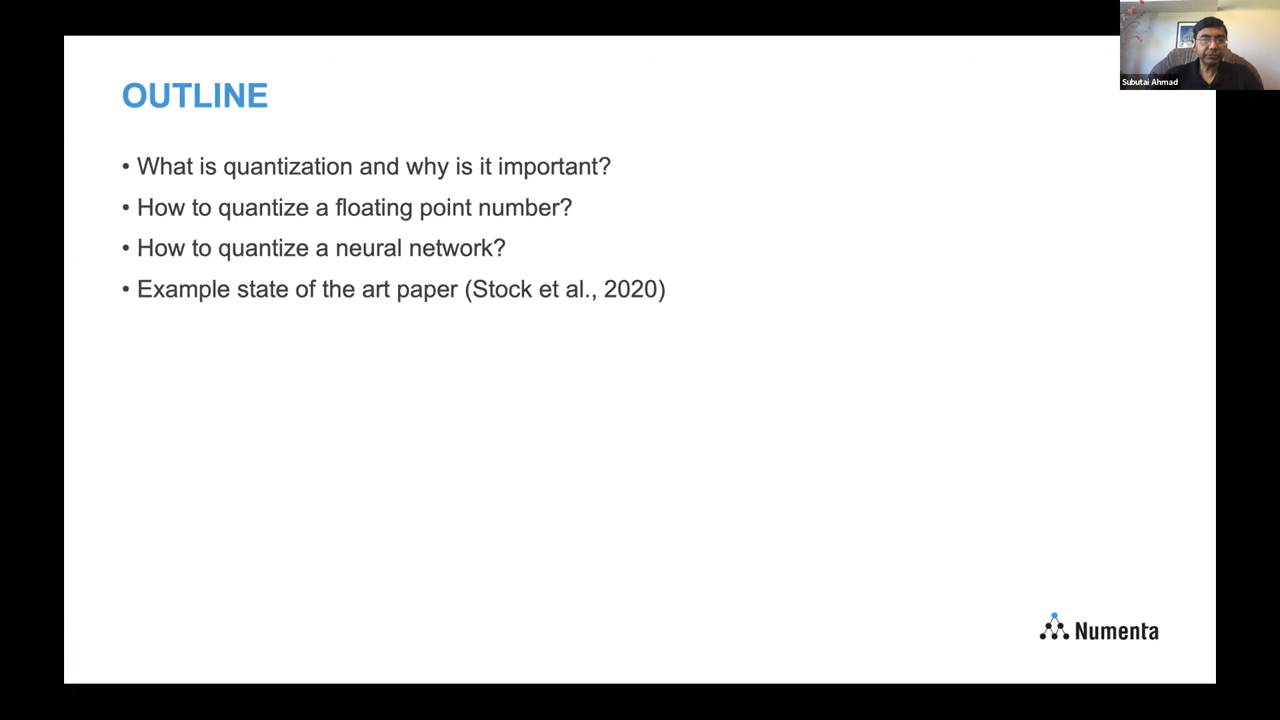 OUTLINE
• What is quantization and why is it important?
• How to quantize a floating point number?
• How to quantize a neural network?
• Example state of the art paper (Stock et al., 2020)
Subutai Ahmad
Numenta